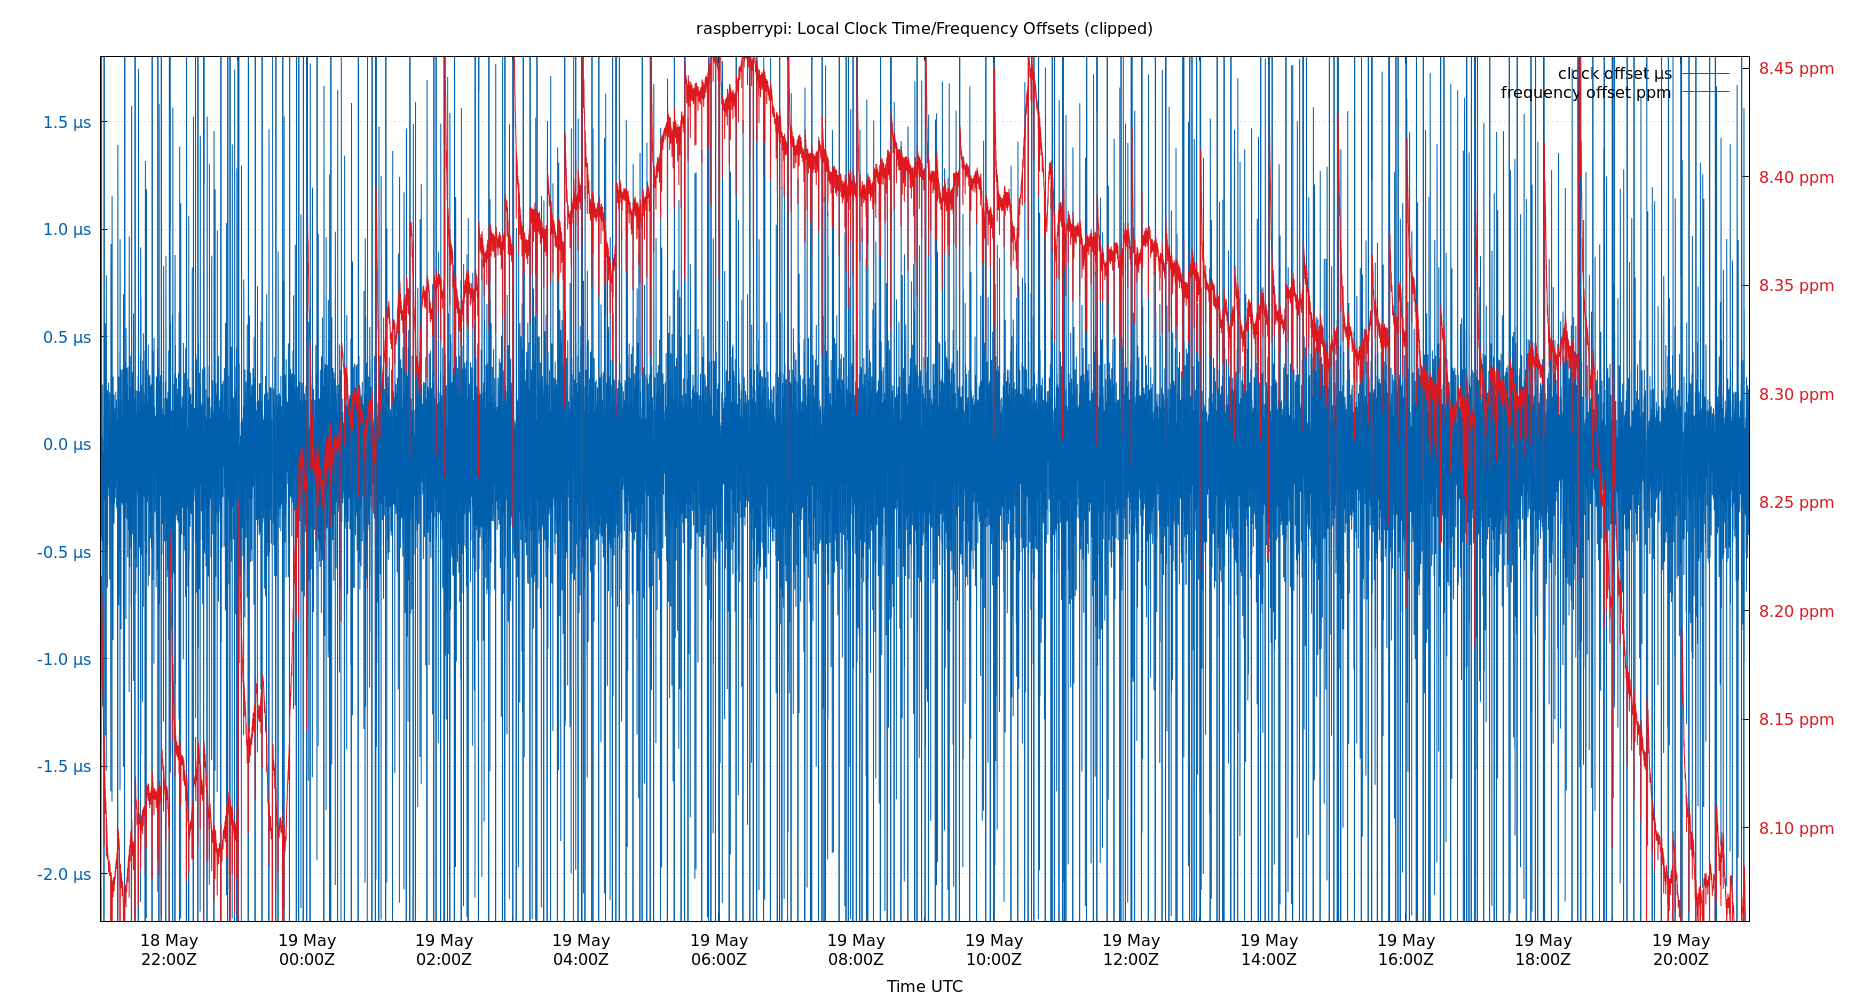 raspberrypi: Local Clock Time/Frequency Offsets (clipped)
clock offset µs
frequency offset ppm
1.5 µs
1.0 µs
0.5 µs
0.0 µs
-0.5 µs
-1.0 µs
-1.5 µs
-2.0 µs
8.45 ppm
8.40 ppm
8.35 ppm
8.30 ppm
8.25 ppm
8.20 ppm
8.15 ppm
8.10 ppm
18 May
22:00Z
19 May
00:00Z
19 May
02:00Z
19 May
04:00Z
19 May
06:00Z
19 May
08:00Z
19 May
10:00Z
19 May
12:00Z
19 May
14:00Z
19 May
16:00Z
19 May
18:00Z
19 May
20:00Z
Time UTC